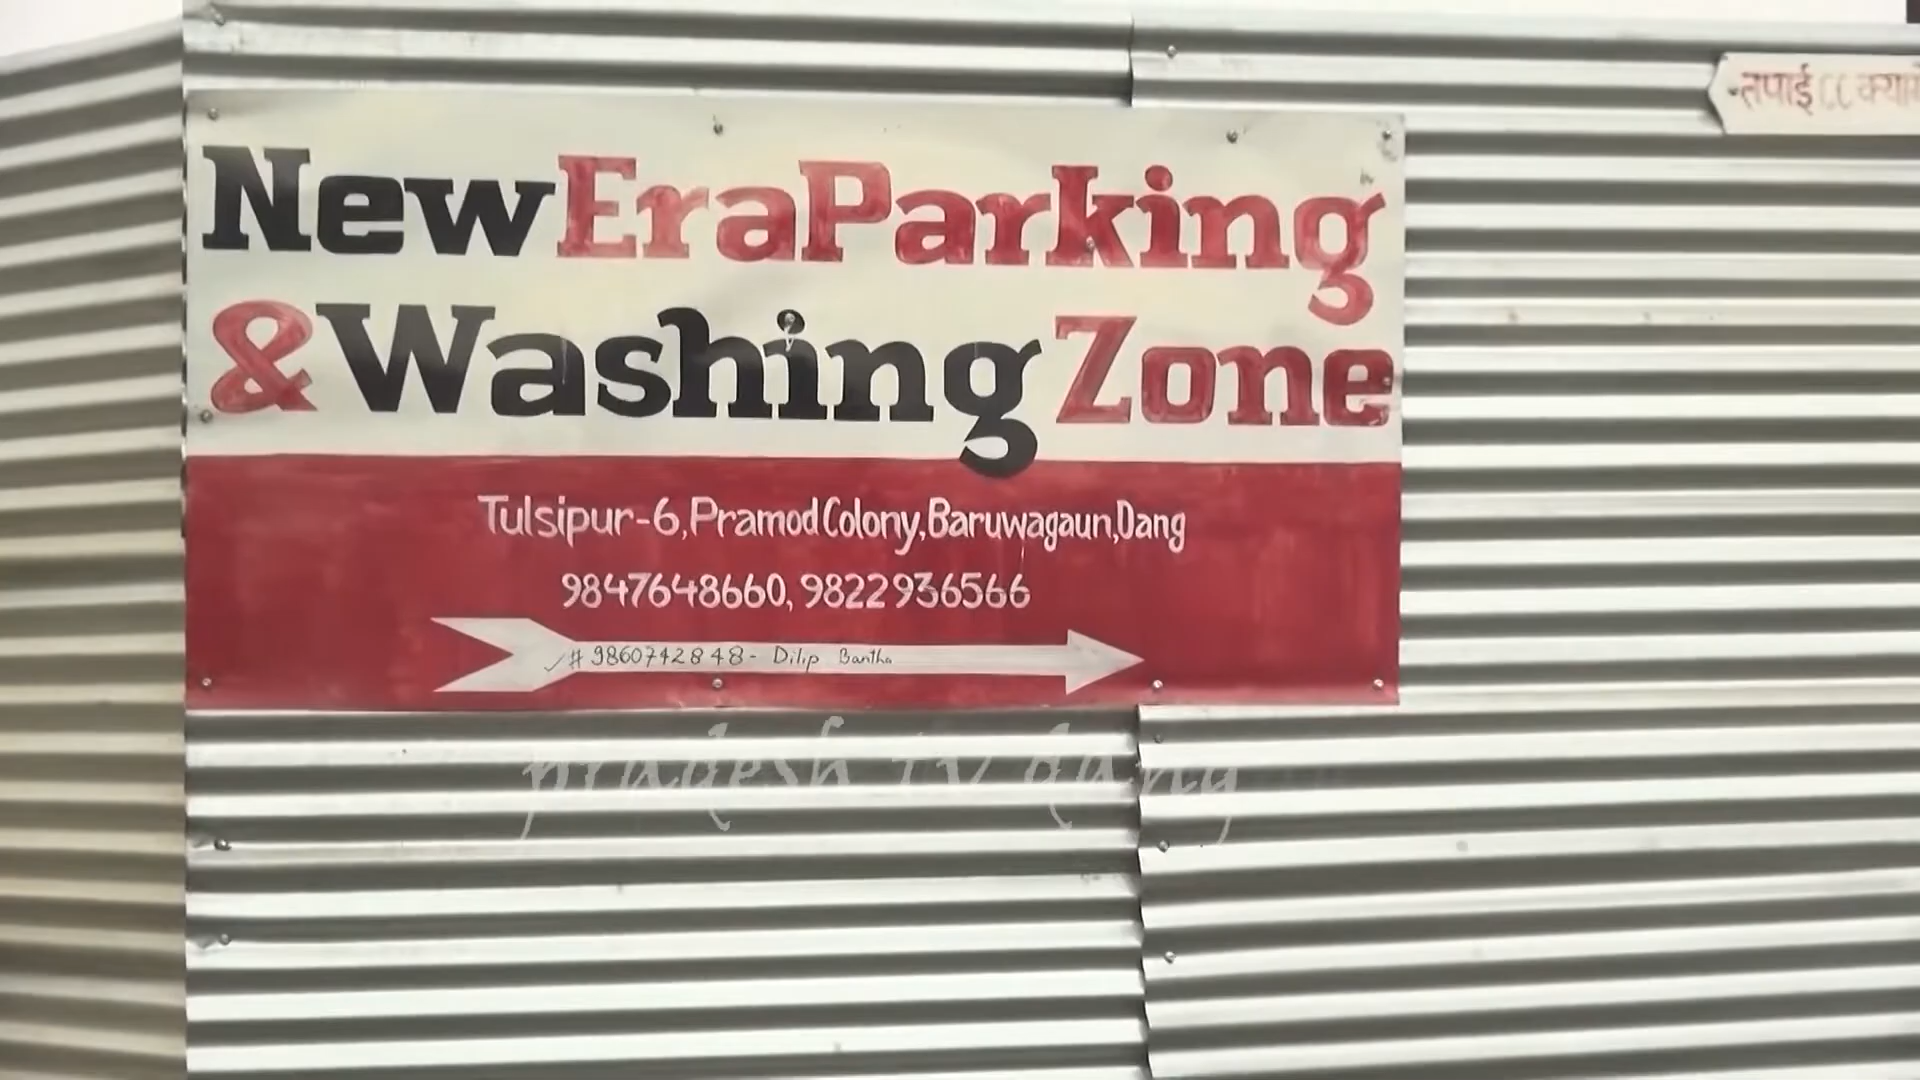 New Era Parking
& Washing Zone
Tulsipur-6, Pramod Colony, Baruwagaun, Dang
9847648660, 9822936566
# 9860742848 - Dilip Bantha
pradesh tv dang
तपाई CC